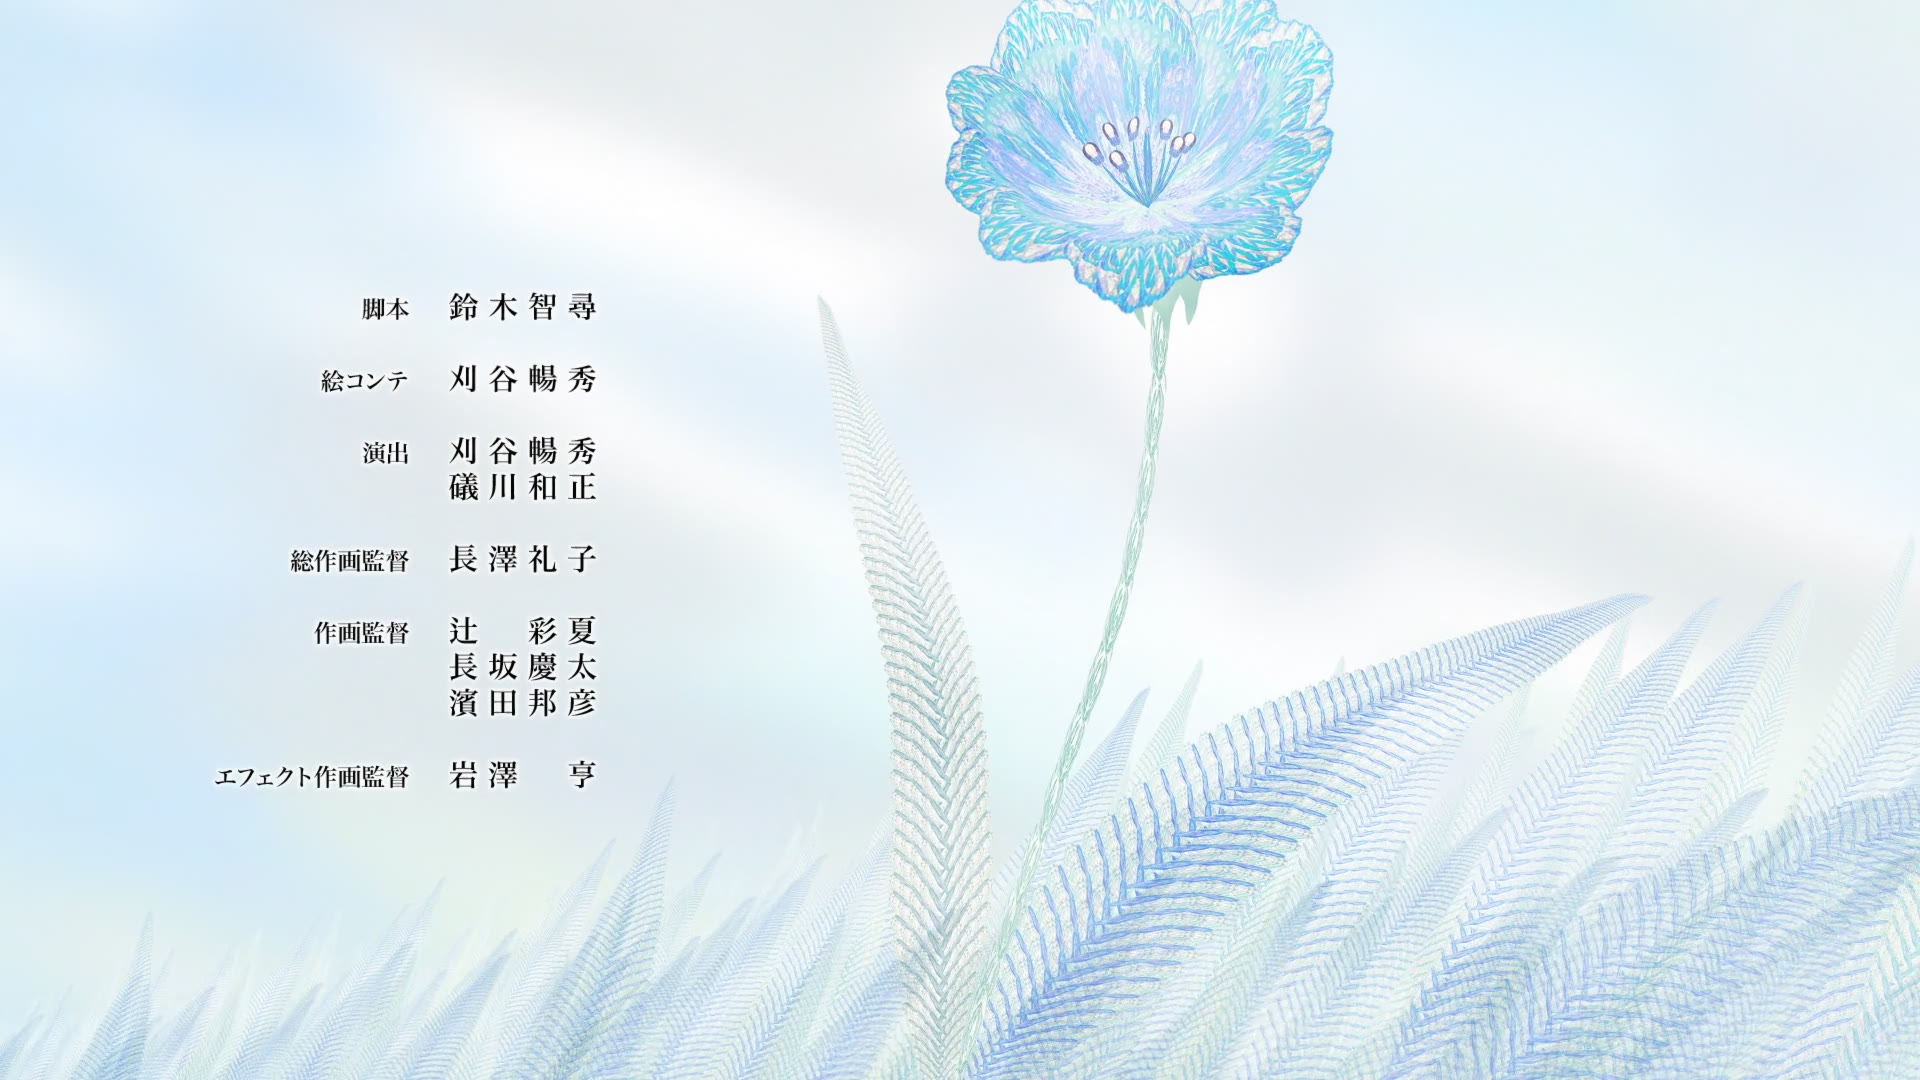 脚本 鈴木智尋
絵コンテ 刈谷暢秀
演出 刈谷暢秀
礒川和正
総作画監督 長澤礼子
作画監督 辻 彩夏
長坂慶太
濱田邦彦
エフェクト作画監督 岩澤 亨